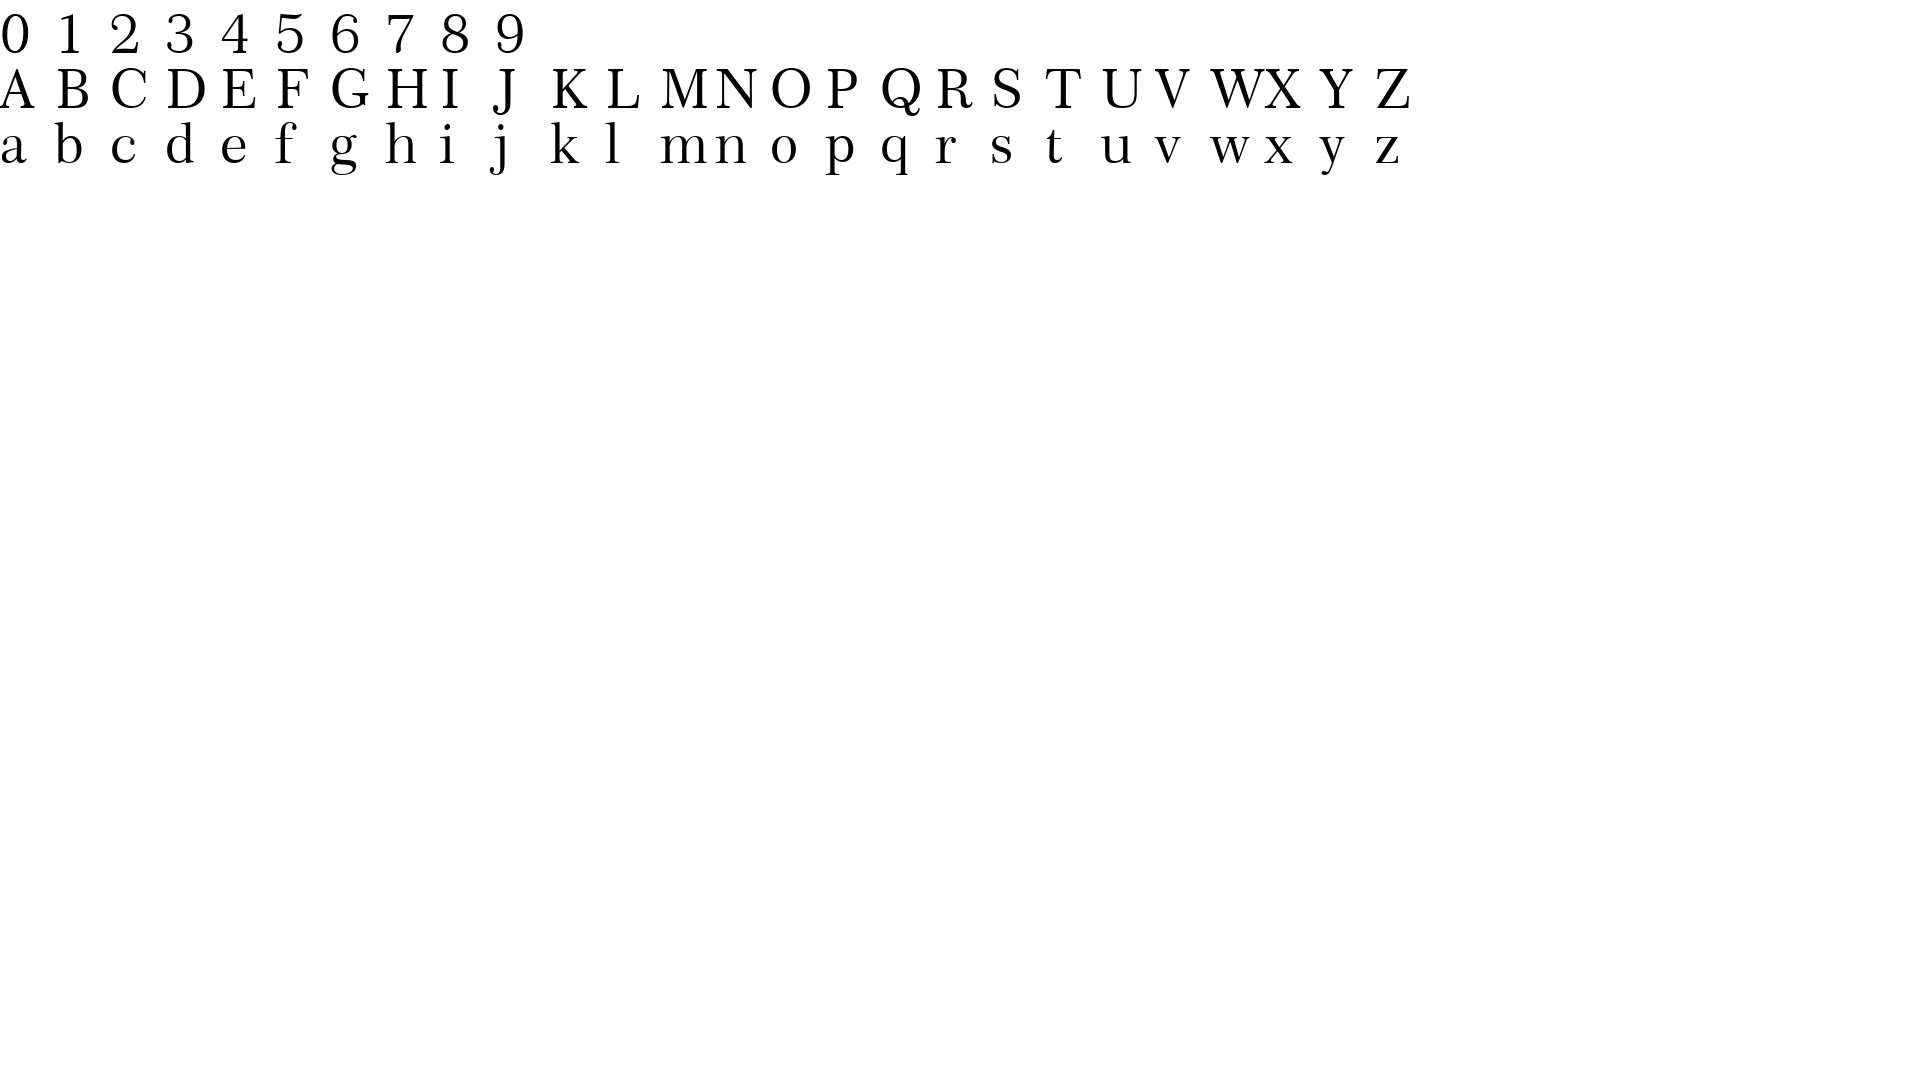 0 1 2 3 4 5 6 7 8 9
A B C D E F G H I J K L M N O P Q R S T U V W X Y Z
a b c d e f g h i j k l m n o p q r s t u v w x y z